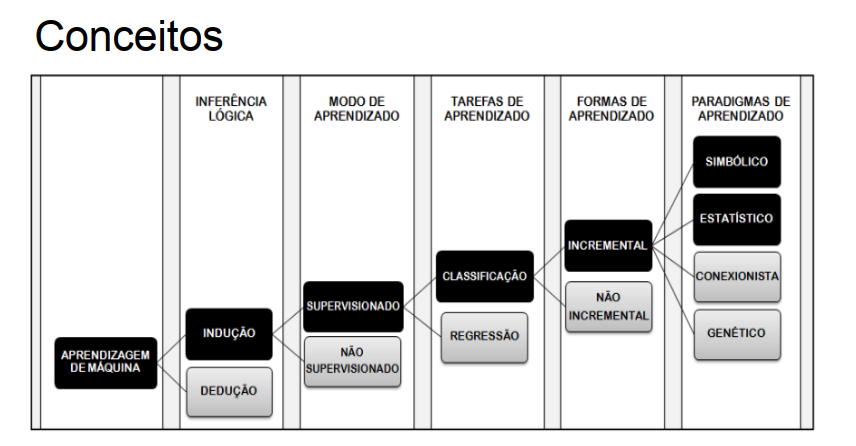 Conceitos
INFERÊNCIA
LÓGICA
MODO DE
APRENDIZADO
TAREFAS DE
APRENDIZADO
FORMAS DE
APRENDIZADO
PARADIGMAS DE
APRENDIZADO
APRENDIZAGEM
DE MÁQUINA
INDUÇÃO
DEDUÇÃO
SUPERVISIONADO
NÃO
SUPERVISIONADO
CLASSIFICAÇÃO
REGRESSÃO
INCREMENTAL
NÃO
INCREMENTAL
SIMBÓLICO
ESTATÍSTICO
CONEXIONISTA
GENÉTICO